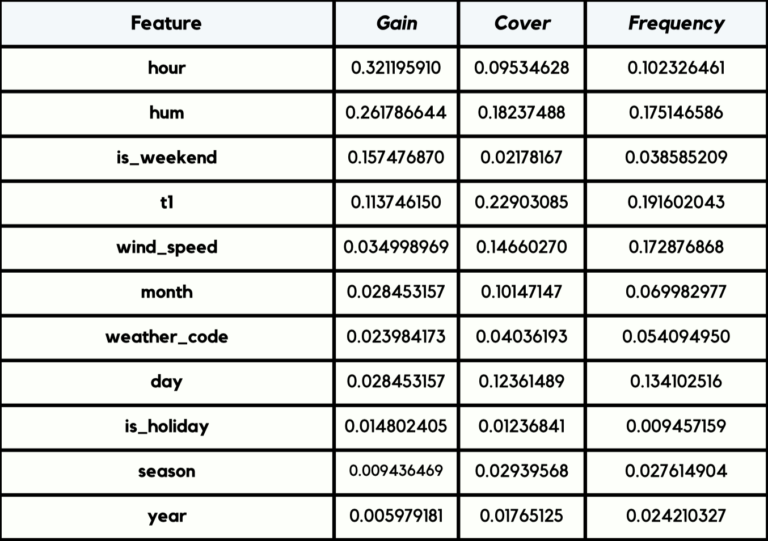 Feature Gain Cover Frequency
hour 0.321195910 0.09534628 0.102326461
hum 0.261786644 0.18237488 0.175146586
is_weekend 0.157476870 0.02178167 0.038585209
t1 0.113746150 0.22903085 0.191602043
wind_speed 0.034998969 0.14660270 0.172876868
month 0.028453157 0.10147147 0.069982977
weather_code 0.023984173 0.04036193 0.054094950
day 0.028453157 0.12361489 0.134102516
is_holiday 0.014802405 0.01236841 0.009457159
season 0.009436469 0.02939568 0.027614904
year 0.005979181 0.01765125 0.024210327